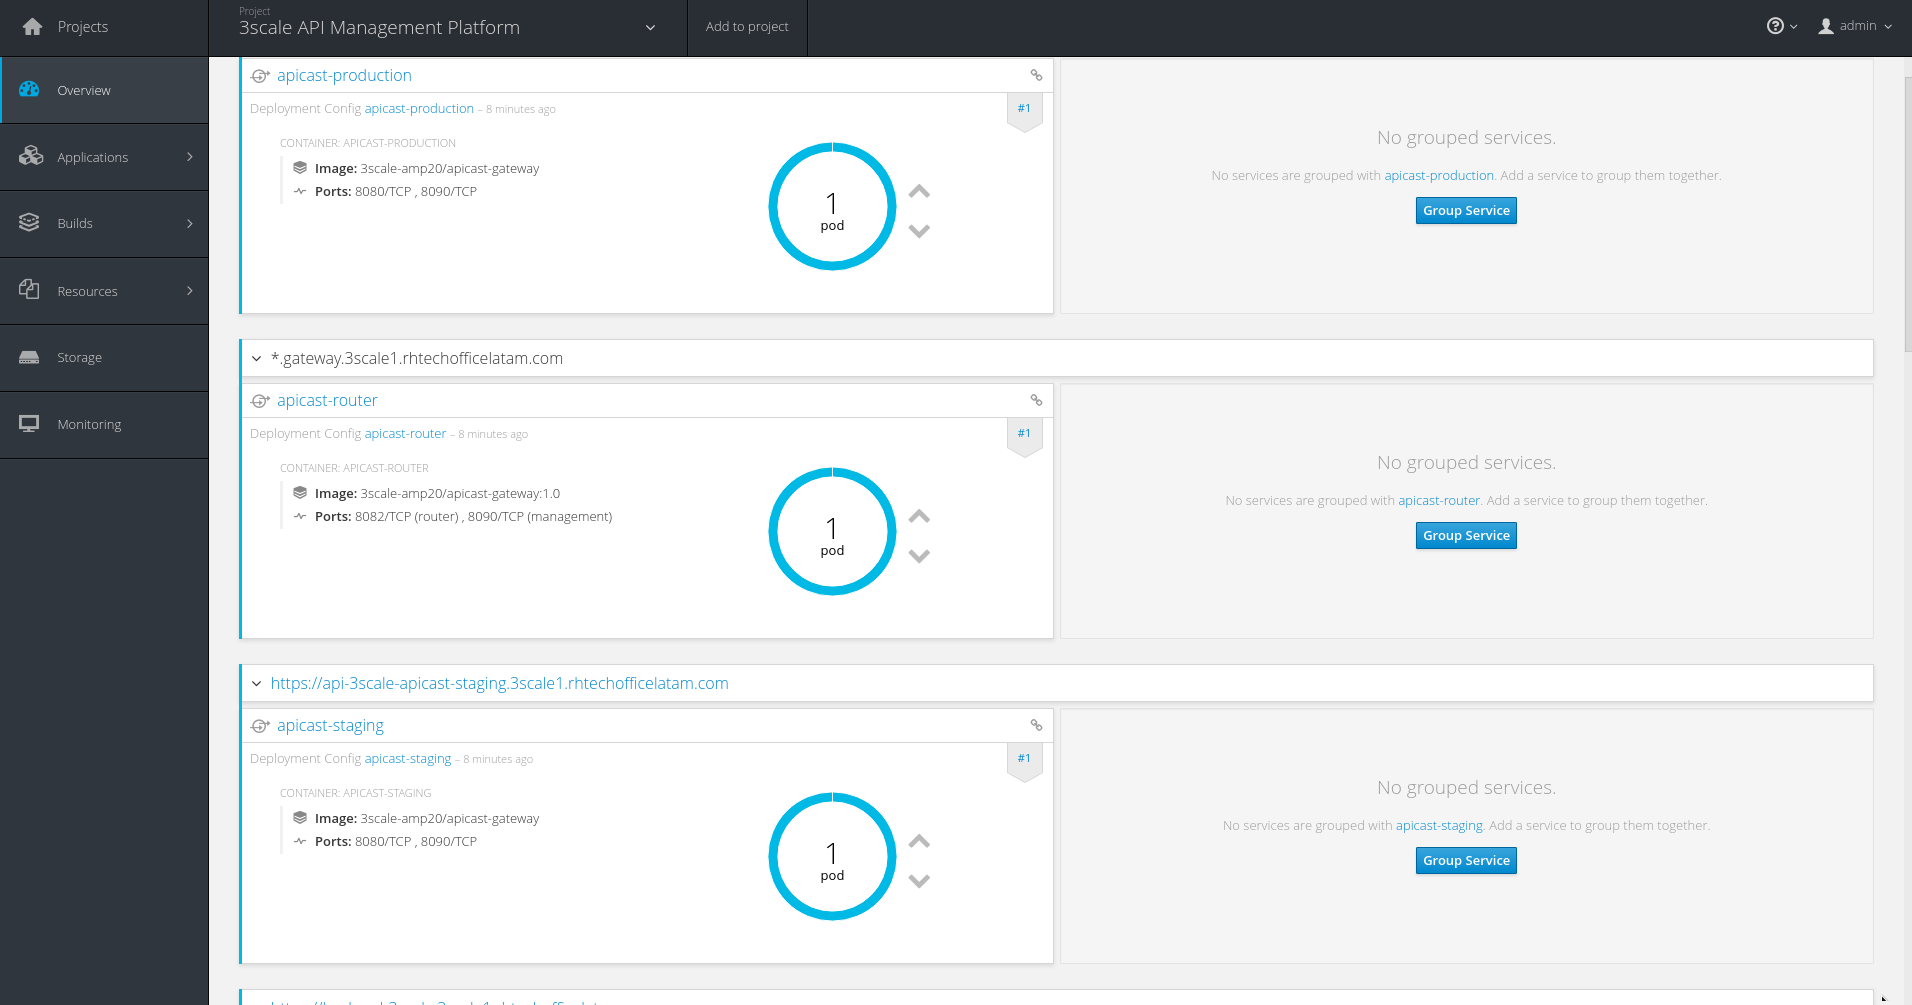 Projects
Project
3scale API Management Platform
Add to project
admin
Overview
Applications
Builds
Resources
Storage
Monitoring
apicast-production
Deployment Config apicast-production – 8 minutes ago
#1
CONTAINER: APICAST-PRODUCTION
Image: 3scale-amp20/apicast-gateway
Ports: 8080/TCP , 8090/TCP
1
pod
No grouped services.
No services are grouped with apicast-production. Add a service to group them together.
Group Service
*.gateway.3scale1.rhtechofficelatam.com
apicast-router
Deployment Config apicast-router – 8 minutes ago
#1
CONTAINER: APICAST-ROUTER
Image: 3scale-amp20/apicast-gateway:1.0
Ports: 8082/TCP (router) , 8090/TCP (management)
1
pod
No grouped services.
No services are grouped with apicast-router. Add a service to group them together.
Group Service
https://api-3scale-apicast-staging.3scale1.rhtechofficelatam.com
apicast-staging
Deployment Config apicast-staging – 8 minutes ago
#1
CONTAINER: APICAST-STAGING
Image: 3scale-amp20/apicast-gateway
Ports: 8080/TCP , 8090/TCP
1
pod
No grouped services.
No services are grouped with apicast-staging. Add a service to group them together.
Group Service